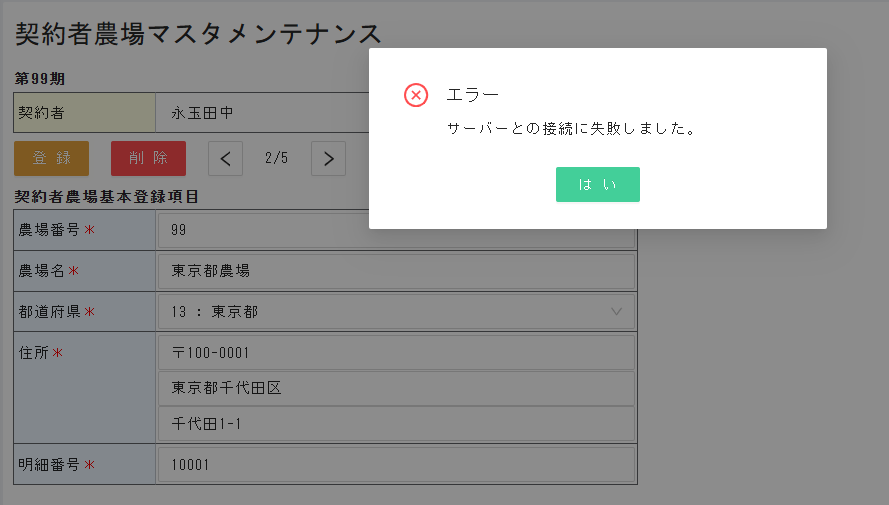 契約者農場マスタメンテナンス
第99期
契約者 永玉田中
登 録 削 除 < 2/5 >
契約者農場基本登録項目
農場番号* 99
農場名* 東京都農場
都道府県* 13 : 東京都
住所* 〒100-0001
東京都千代田区
千代田1-1
明細番号* 10001
エラー
サーバーとの接続に失敗しました。
は い